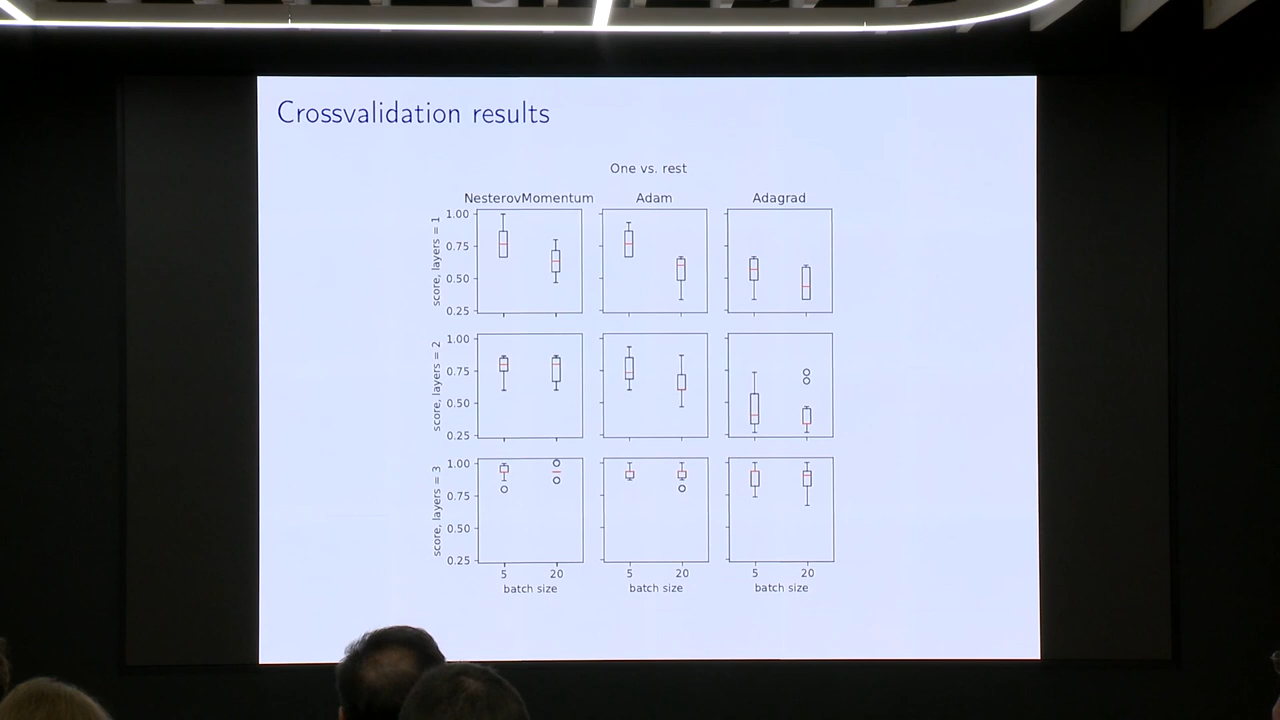 Crossvalidation results
One vs. rest
NesterovMomentum Adam Adagrad
score, layers = 1
1.00
0.75
0.50
0.25
score, layers = 2
1.00
0.75
0.50
0.25
score, layers = 3
1.00
0.75
0.50
0.25
5 20 5 20 5 20
batch size batch size batch size